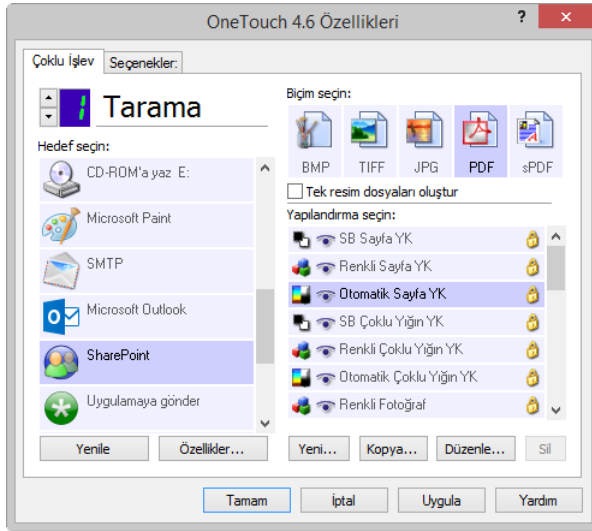 OneTouch 4.6 Özellikleri
?
Çoklu İşlev
Seçenekler:
1
Tarama
Hedef seçin:
CD-ROM'a yaz E:
Microsoft Paint
SMTP
Microsoft Outlook
SharePoint
Uygulamaya gönder
Yenile
Özellikler...
Biçim seçin:
BMP TIFF JPG PDF sPDF
Tek resim dosyaları oluştur
Yapılandırma seçin:
SB Sayfa YK
Renkli Sayfa YK
Otomatik Sayfa YK
SB Çoklu Yığın YK
Renkli Çoklu Yığın YK
Otomatik Çoklu Yığın YK
Renkli Fotoğraf
Yeni... Kopya... Düzenle... Sil
Tamam İptal Uygula Yardım